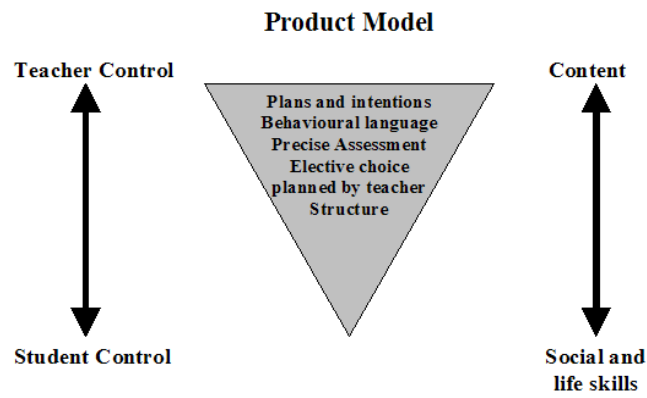 Product Model
Teacher Control
Content
Plans and intentions
Behavioural language
Precise Assessment
Elective choice
planned by teacher
Structure
Student Control
Social and
life skills